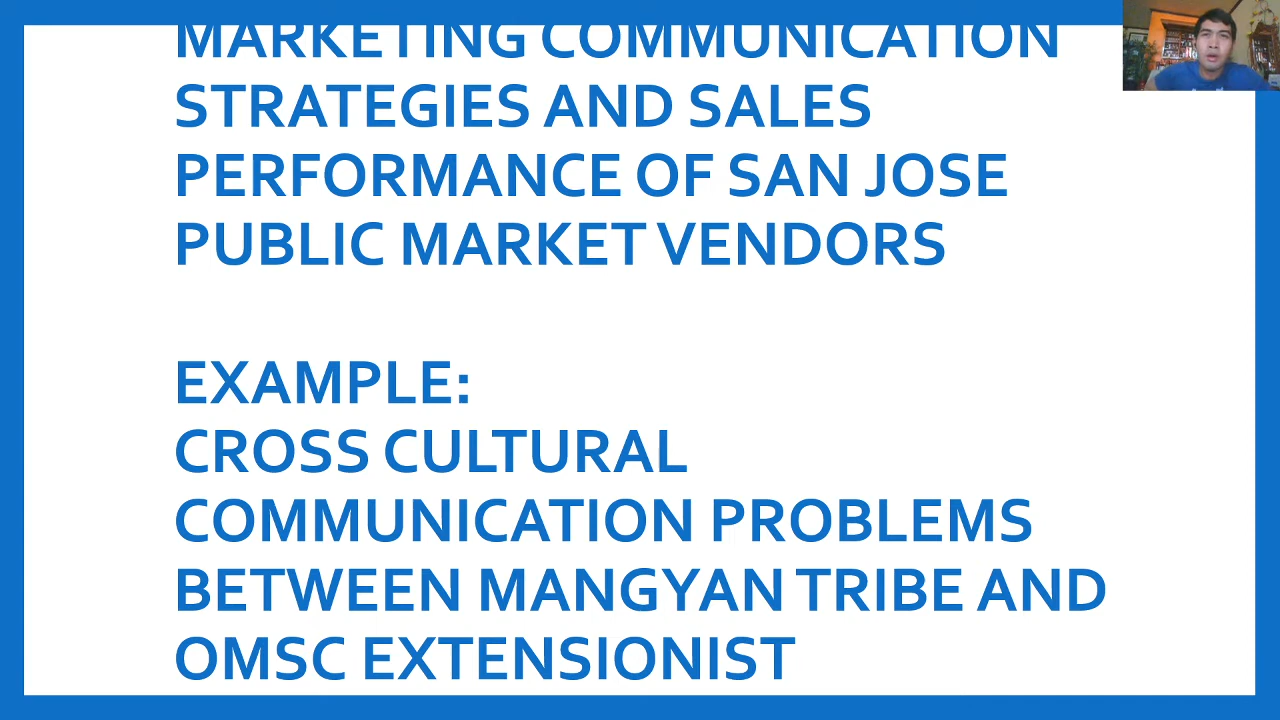 MARKETING COMMUNICATION
STRATEGIES AND SALES
PERFORMANCE OF SAN JOSE
PUBLIC MARKET VENDORS
EXAMPLE:
CROSS CULTURAL
COMMUNICATION PROBLEMS
BETWEEN MANGYAN TRIBE AND
OMSC EXTENSIONIST